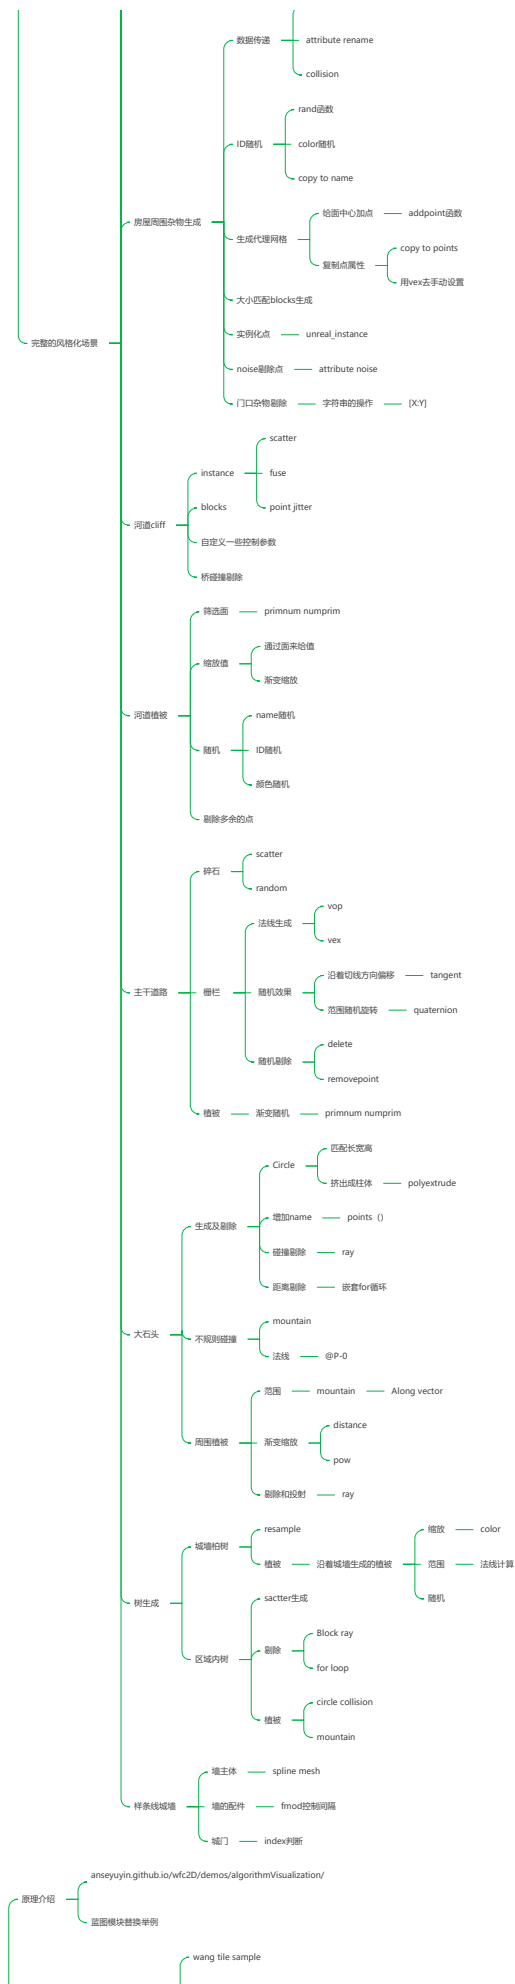 数据传递
attribute rename
collision
ID随机
rand函数
color随机
copy to name
房屋周围杂物生成
生成代理网格
给面中心加点
addpoint函数
复制点属性
copy to points
用vex去手动设置
大小匹配blocks生成
实例化点
unreal_instance
完整的风格化场景
noise剔除点
attribute noise
门口杂物剔除
字符串的操作
[X:Y]
河道cliff
instance
scatter
fuse
point jitter
blocks
自定义一些控制参数
桥碰撞剔除
河道植被
筛选面
primnum numprim
缩放值
通过面来给值
渐变缩放
随机
name随机
ID随机
颜色随机
剔除多余的点
主干道路
碎石
scatter
random
栅栏
法线生成
vop
vex
随机效果
沿着切线方向偏移
tangent
范围随机旋转
quaternion
随机剔除
delete
removepoint
植被
渐变随机
primnum numprim
大石头
生成及剔除
Circle
匹配长宽高
挤出成柱体
polyextrude
增加name
points（）
碰撞剔除
ray
距离剔除
嵌套for循环
不规则碰撞
mountain
法线
@P-0
周围植被
范围
mountain
Along vector
渐变缩放
distance
pow
剔除和投射
ray
树生成
城墙柏树
resample
植被
沿着城墙生成的植被
缩放
color
范围
法线计算
随机
区域内树
sactter生成
剔除
Block ray
for loop
植被
circle collision
mountain
样条线城墙
墙主体
spline mesh
墙的配件
fmod控制间隔
城门
index判断
原理介绍
anseyuyin.github.io/wfc2D/demos/algorithmVisualization/
蓝图模块替换举例
wang tile sample